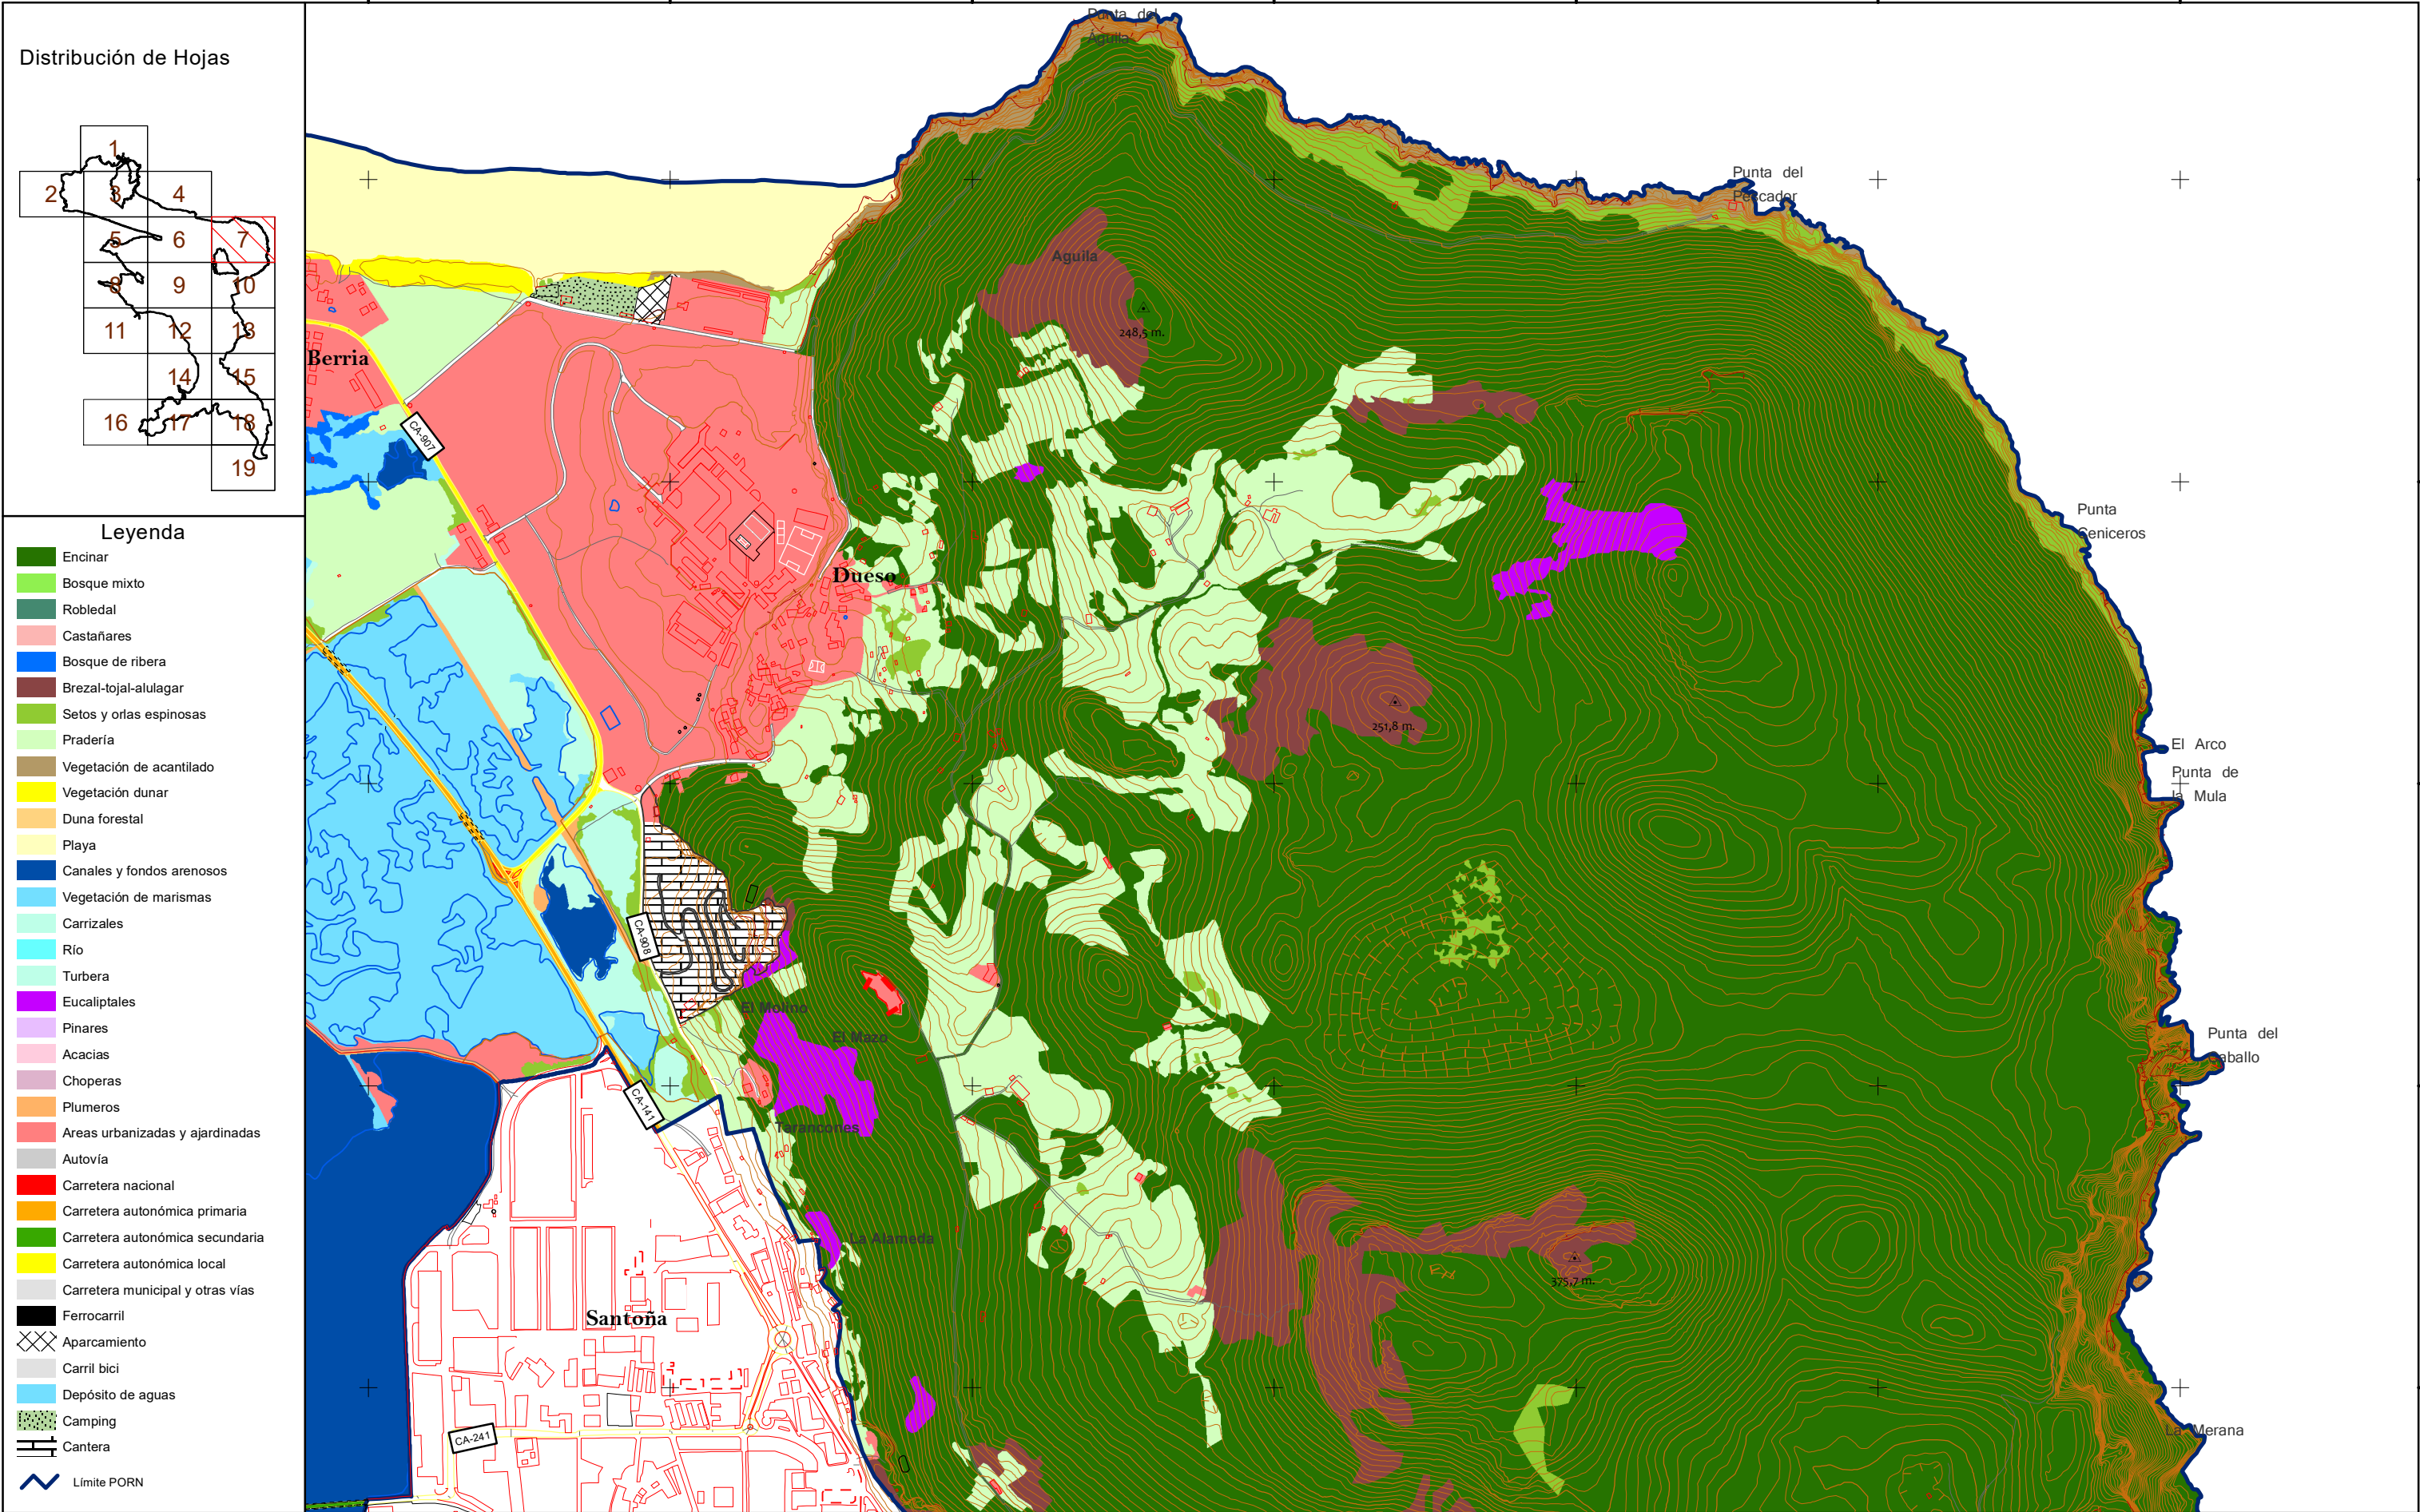 Distribución de Hojas
1
2
3
4
5
6
7
8
9
10
11
12
13
14
15
16
17
18
19
Leyenda
Encinar
Bosque mixto
Robledal
Castañares
Bosque de ribera
Brezal-tojal-alulagar
Setos y orlas espinosas
Pradería
Vegetación de acantilado
Vegetación dunar
Duna forestal
Playa
Canales y fondos arenosos
Vegetación de marismas
Carrizales
Río
Turbera
Eucaliptales
Pinares
Acacias
Choperas
Plumeros
Areas urbanizadas y ajardinadas
Autovía
Carretera nacional
Carretera autonómica primaria
Carretera autonómica secundaria
Carretera autonómica local
Carretera municipal y otras vías
Ferrocarril
Aparcamiento
Carril bici
Depósito de aguas
Camping
Cantera
Límite PORN
Punta del
Águila
Punta del
Pescador
Aguila
248,5 m.
Berria
CA-907
Punta
Ceniceros
Dueso
251,8 m.
El Arco
Punta de
la Mula
CA-908
El Molino
El Mazo
Punta del
Caballo
CA-141
Tarancones
La Alameda
375,7 m.
Santoña
CA-241
La Merana